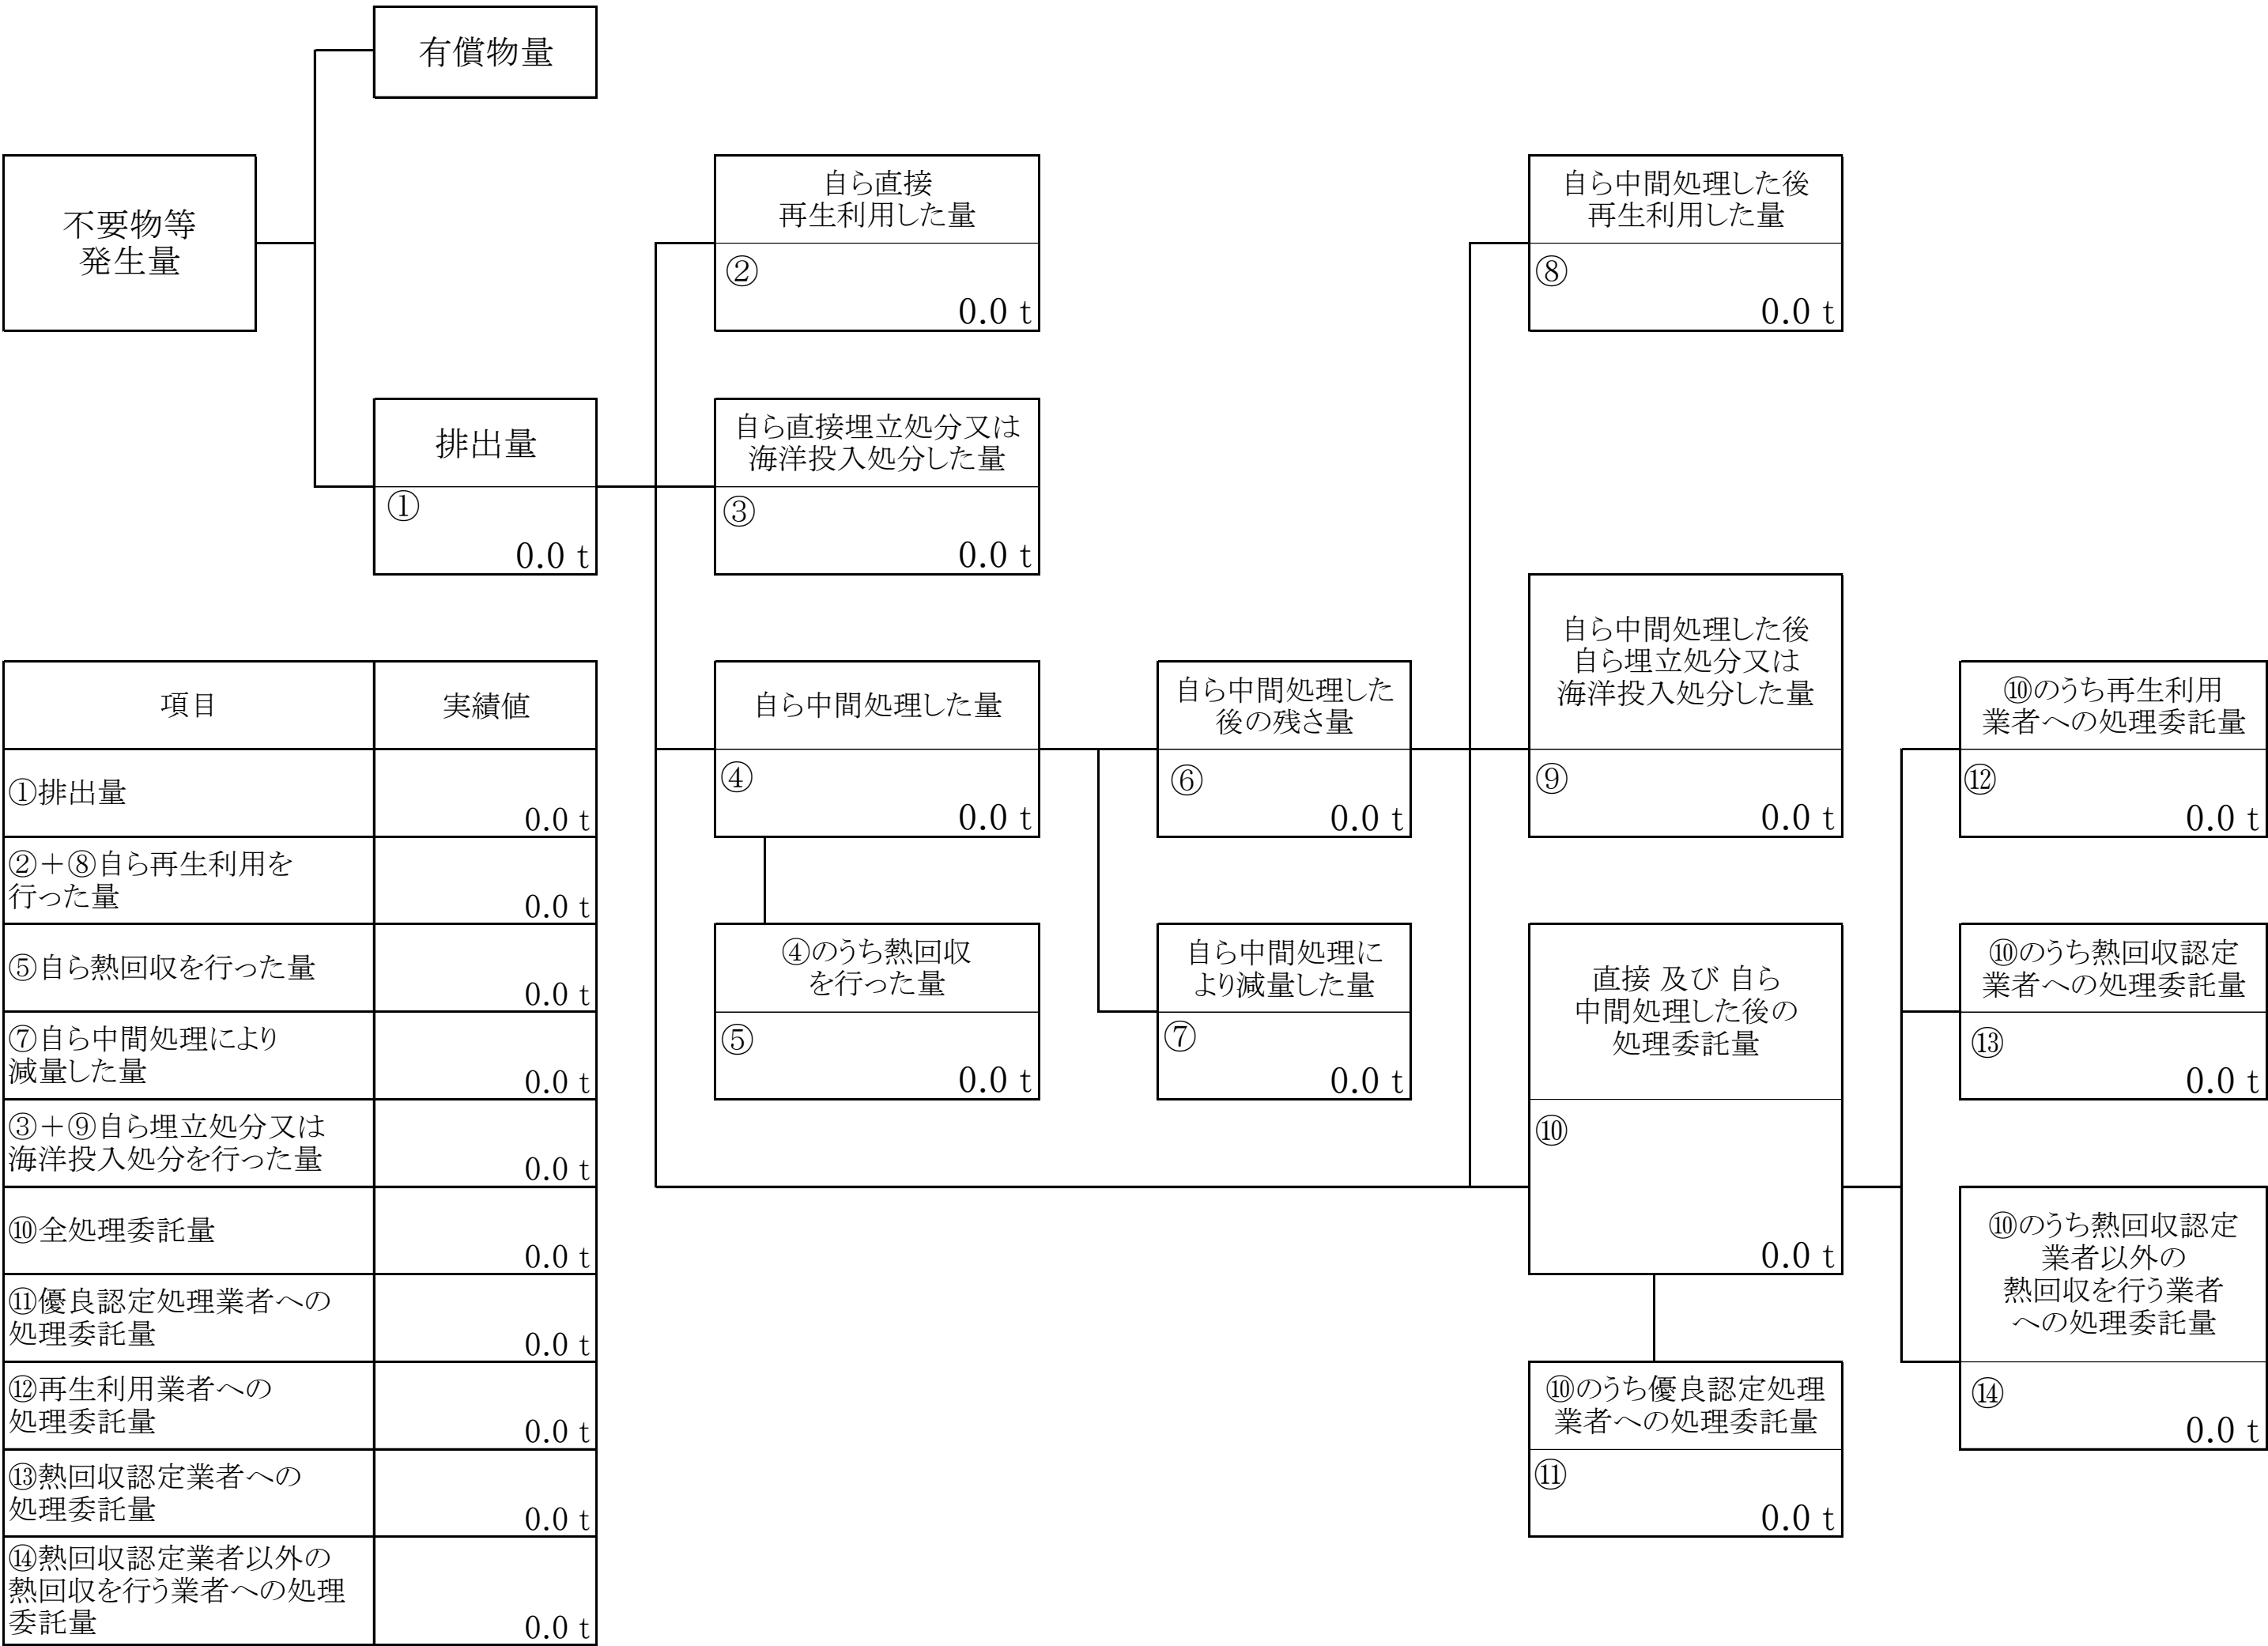 有償物量
不要物等
発生量
自ら直接
再生利用した量
②
0.0 t
自ら中間処理した後
再生利用した量
⑧
0.0 t
排出量
①
0.0 t
自ら直接埋立処分又は
海洋投入処分した量
③
0.0 t
自ら中間処理した量
④
0.0 t
自ら中間処理した
後の残さ量
⑥
0.0 t
自ら中間処理した後
自ら埋立処分又は
海洋投入処分した量
⑨
0.0 t
⑩のうち再生利用
業者への処理委託量
⑫
0.0 t
④のうち熱回収
を行った量
⑤
0.0 t
自ら中間処理に
より減量した量
⑦
0.0 t
直接 及び 自ら
中間処理した後の
処理委託量
⑩
0.0 t
⑩のうち熱回収認定
業者への処理委託量
⑬
0.0 t
⑩のうち熱回収認定
業者以外の
熱回収を行う業者
への処理委託量
⑭
0.0 t
⑩のうち優良認定処理
業者への処理委託量
⑪
0.0 t
項目 実績値
①排出量
0.0 t
②+⑧自ら再生利用を
行った量
0.0 t
⑤自ら熱回収を行った量
0.0 t
⑦自ら中間処理により
減量した量
0.0 t
③+⑨自ら埋立処分又は
海洋投入処分を行った量
0.0 t
⑩全処理委託量
0.0 t
⑪優良認定処理業者への
処理委託量
0.0 t
⑫再生利用業者への
処理委託量
0.0 t
⑬熱回収認定業者への
処理委託量
0.0 t
⑭熱回収認定業者以外の
熱回収を行う業者への処理
委託量
0.0 t